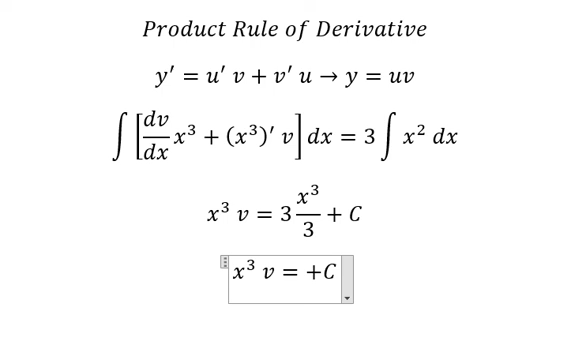 Product Rule of Derivative
y′ = u′ v + v′ u → y = uv
∫ [dv/dx x³ + (x³)′ v] dx = 3 ∫ x² dx
x³ v = 3 x³/3 + C
x³ v = +C